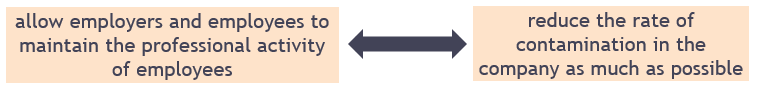 allow employers and employees to
maintain the professional activity
of employees
reduce the rate of
contamination in the
company as much as possible